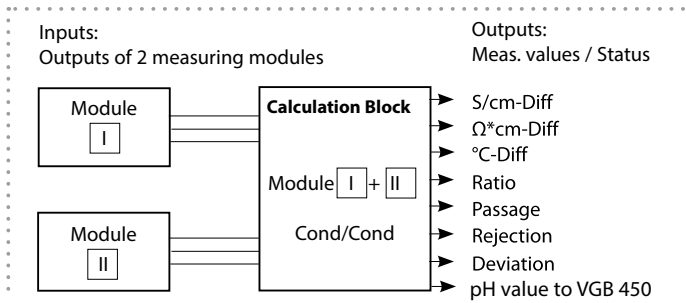 Inputs:
Outputs of 2 measuring modules
Outputs:
Meas. values / Status
Module
I
Module
II
Calculation Block
Module I + II
Cond/Cond
S/cm-Diff
Ω*cm-Diff
°C-Diff
Ratio
Passage
Rejection
Deviation
pH value to VGB 450